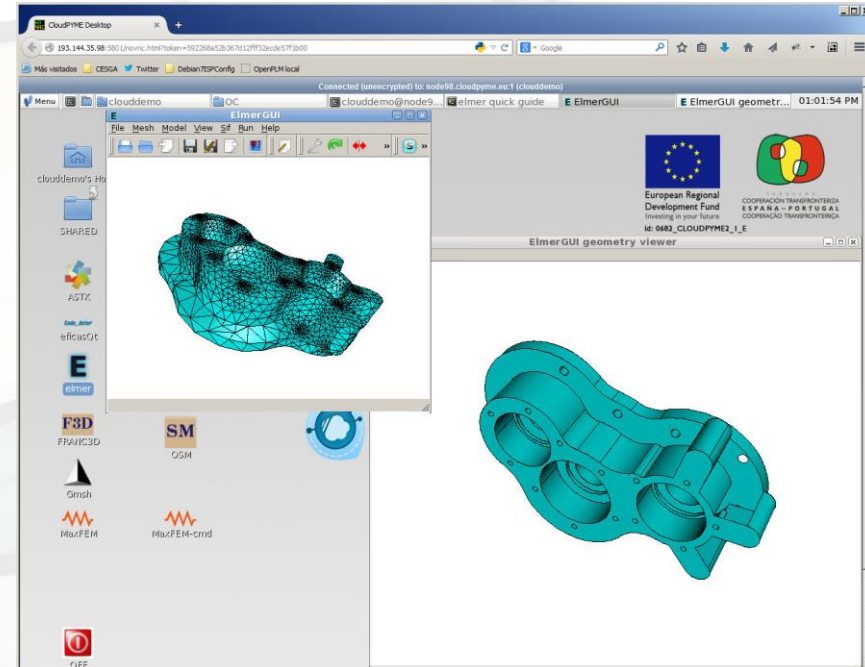 CloudPYME Desktop
193.144.35.98:5801/novnc.html?token=592268a52b367d12fff32ecde57f1b00
Google
Más visitados CESGA Twitter Debian7ISPConfig OpenPLM local
Connected (unencrypted) to: node98.cloudpyme.eu:1 (clouddemo)
Menu clouddemo OC clouddemo@node9... elmer quick guide ElmerGUI ElmerGUI geometr... 01:01:54 PM
ElmerGUI
File Mesh Model View Sif Run Help
clouddemo's Ho
SHARED
ASTK
Code_Aster
eficasQt
elmer
F3D
FRANC3D
SM
OSM
Gmsh
MaxFEM
MaxFEM-cmd
OFF
European Regional
Development Fund
Investing in your future
COOPERACIÓN TRANSFRONTERIZA
ESPAÑA – PORTUGAL
COOPERAÇÃO TRANSFRONTEIRIÇA
Id: 0682_CLOUDPYME2_1_E
ElmerGUI geometry viewer